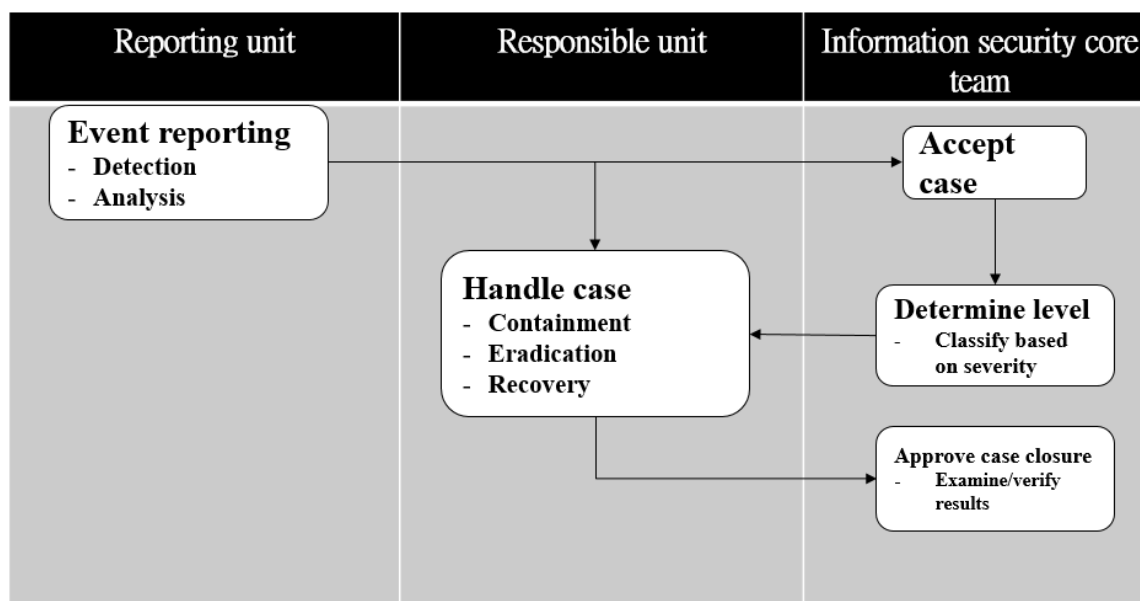 Reporting unit
Responsible unit
Information security core
team
Event reporting
- Detection
- Analysis
Accept
case
Handle case
- Containment
- Eradication
- Recovery
Determine level
- Classify based
on severity
Approve case closure
- Examine/verify
results